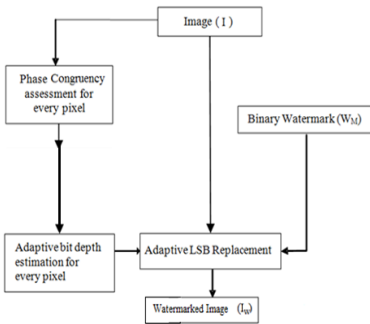 Image ( I )
Phase Congruency
assessment for
every pixel
Binary Watermark (WM)
Adaptive bit depth
estimation for
every pixel
Adaptive LSB Replacement
Watermarked Image (Iw)